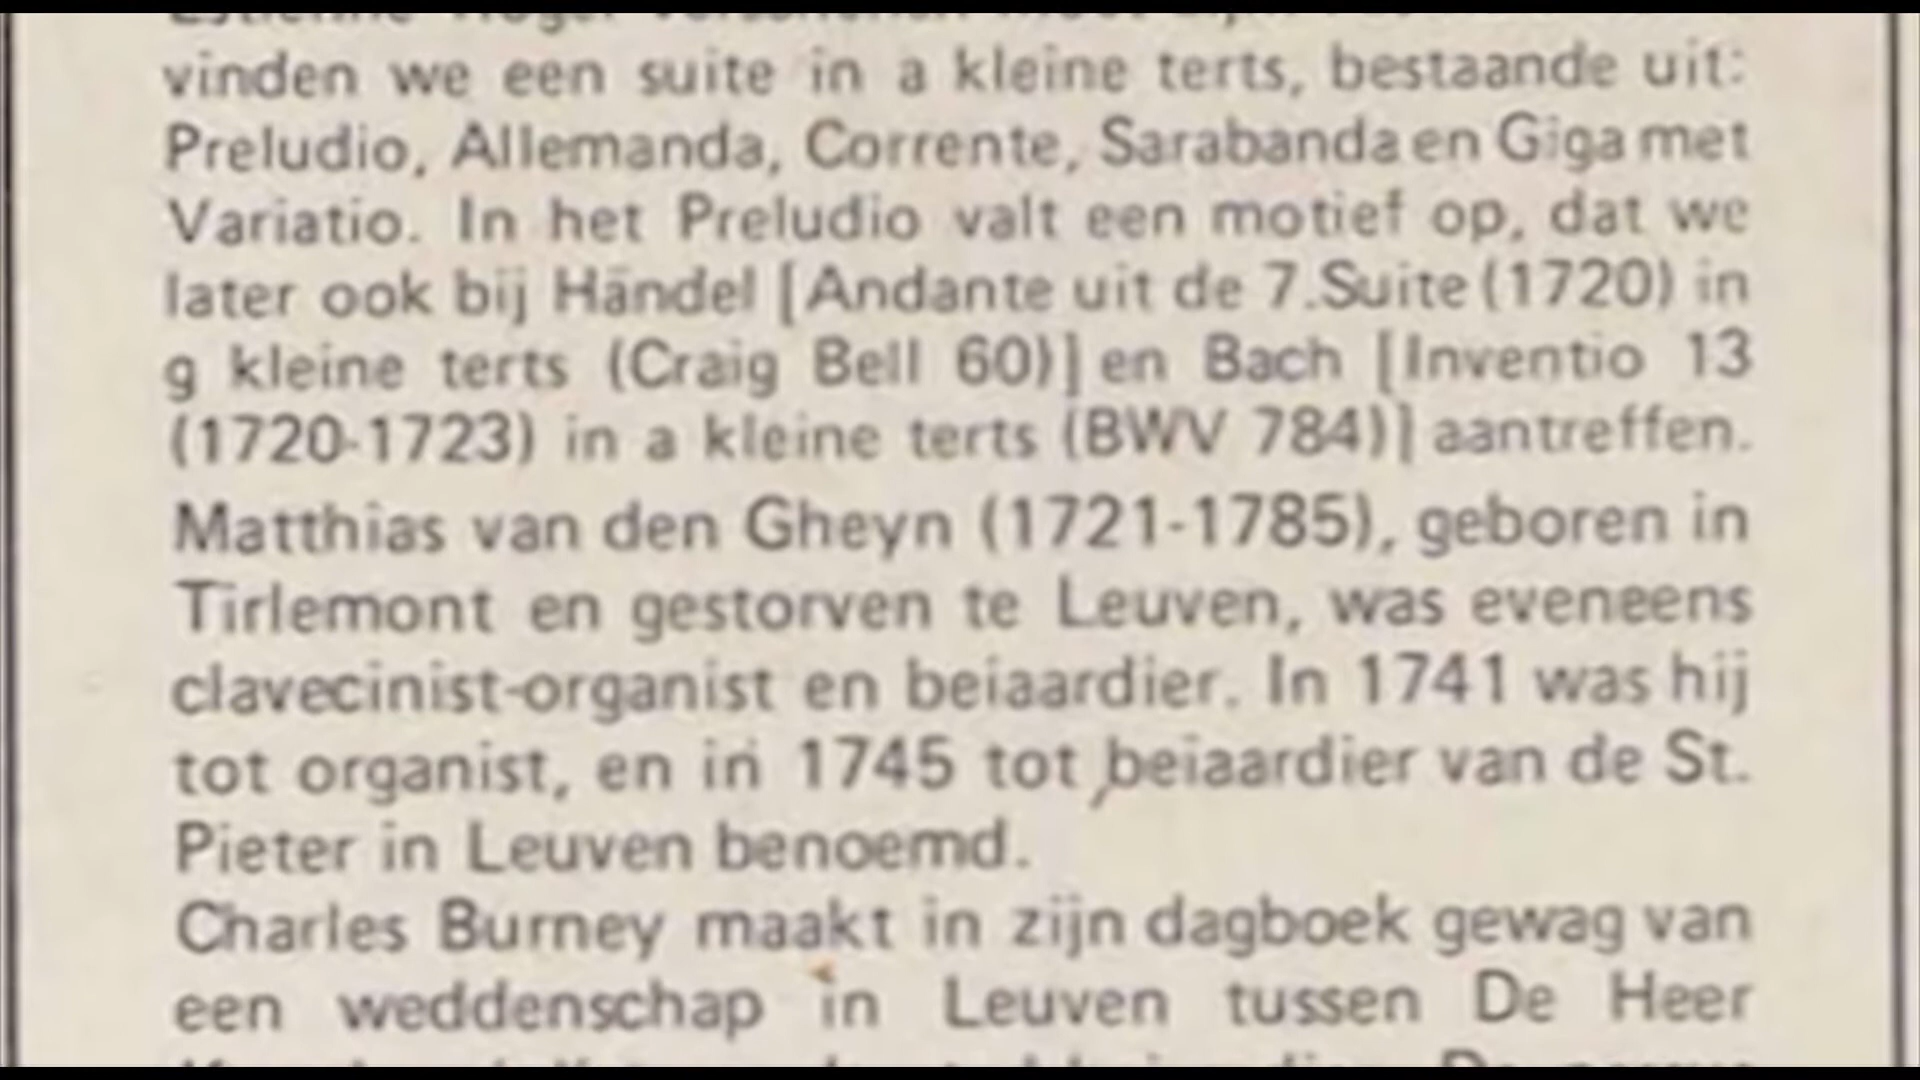 vinden we een suite in a kleine terts, bestaande uit:
Preludio, Allemanda, Corrente, Sarabanda en Giga met
Variatio. In het Preludio valt een motief op, dat we
later ook bij Händel [Andante uit de 7.Suite (1720) in
g kleine terts (Craig Bell 60)] en Bach [Inventio 13
(1720-1723) in a kleine terts (BWV 784)] aantreffen.
Matthias van den Gheyn (1721-1785), geboren in
Tirlemont en gestorven te Leuven, was eveneens
clavecinist-organist en beiaardier. In 1741 was hij
tot organist, en in 1745 tot beiaardier van de St.
Pieter in Leuven benoemd.
Charles Burney maakt in zijn dagboek gewag van
een weddenschap in Leuven tussen De Heer